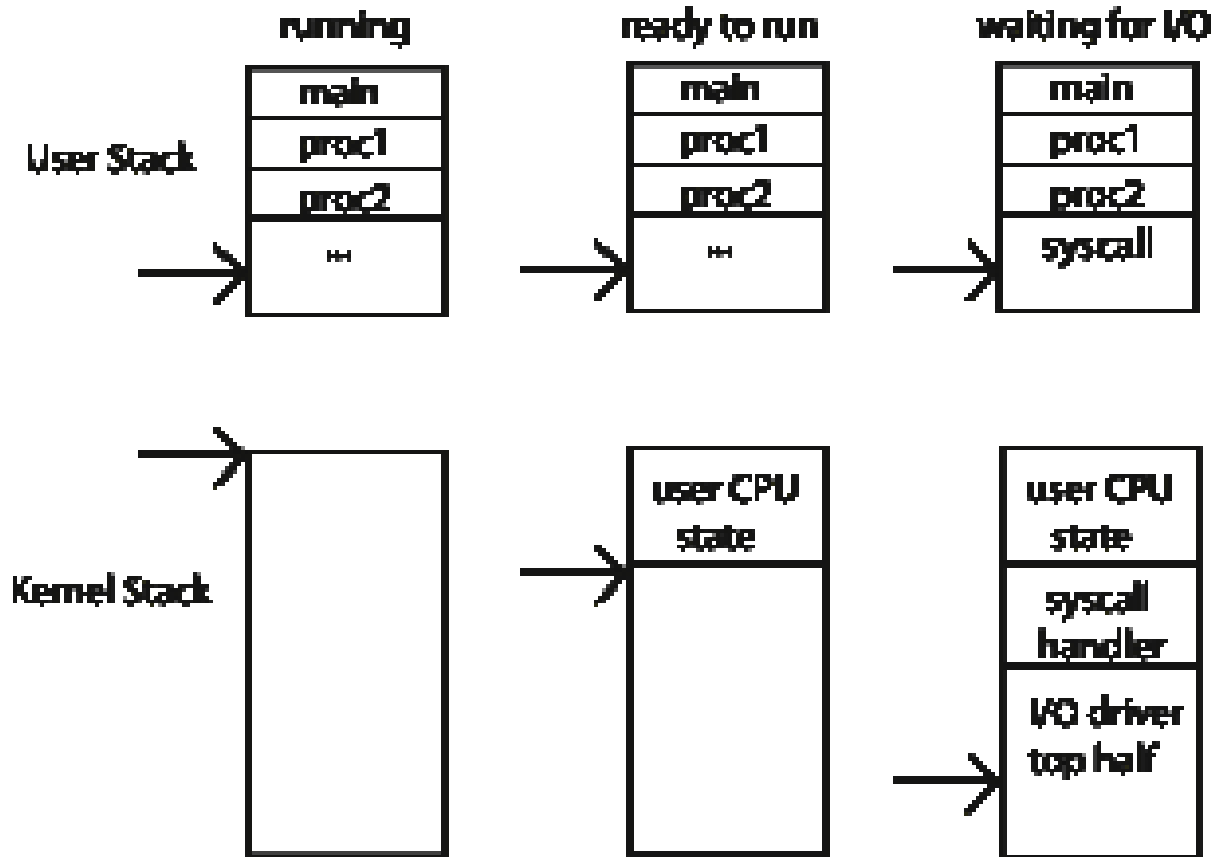 running
ready to run
waiting for I/O
User Stack
main
proc1
proc2
...
main
proc1
proc2
...
main
proc1
proc2
syscall
Kernel Stack
user CPU
state
user CPU
state
syscall
handler
I/O driver
top half